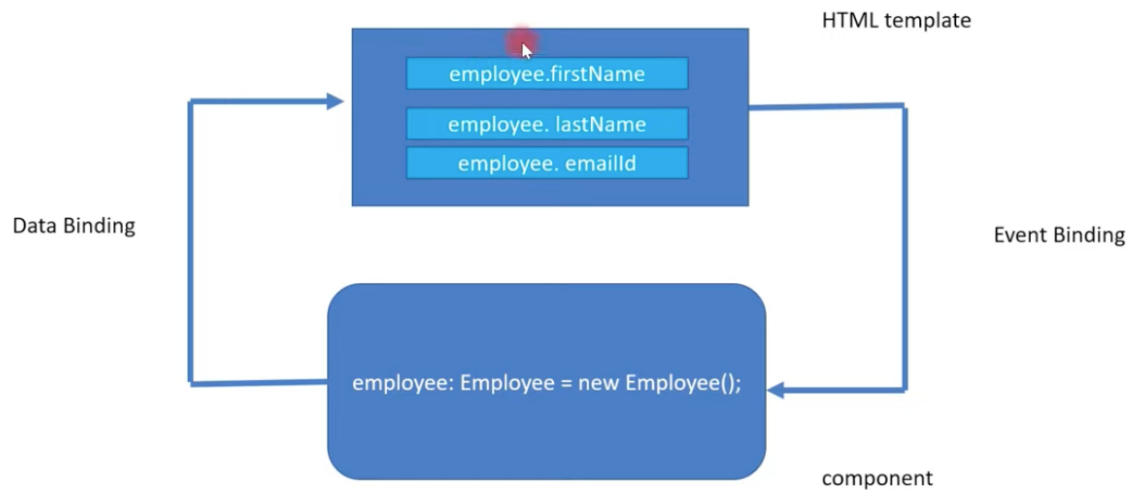 HTML template
employee.firstName
employee. lastName
employee. emailId
Data Binding
Event Binding
employee: Employee = new Employee();
component